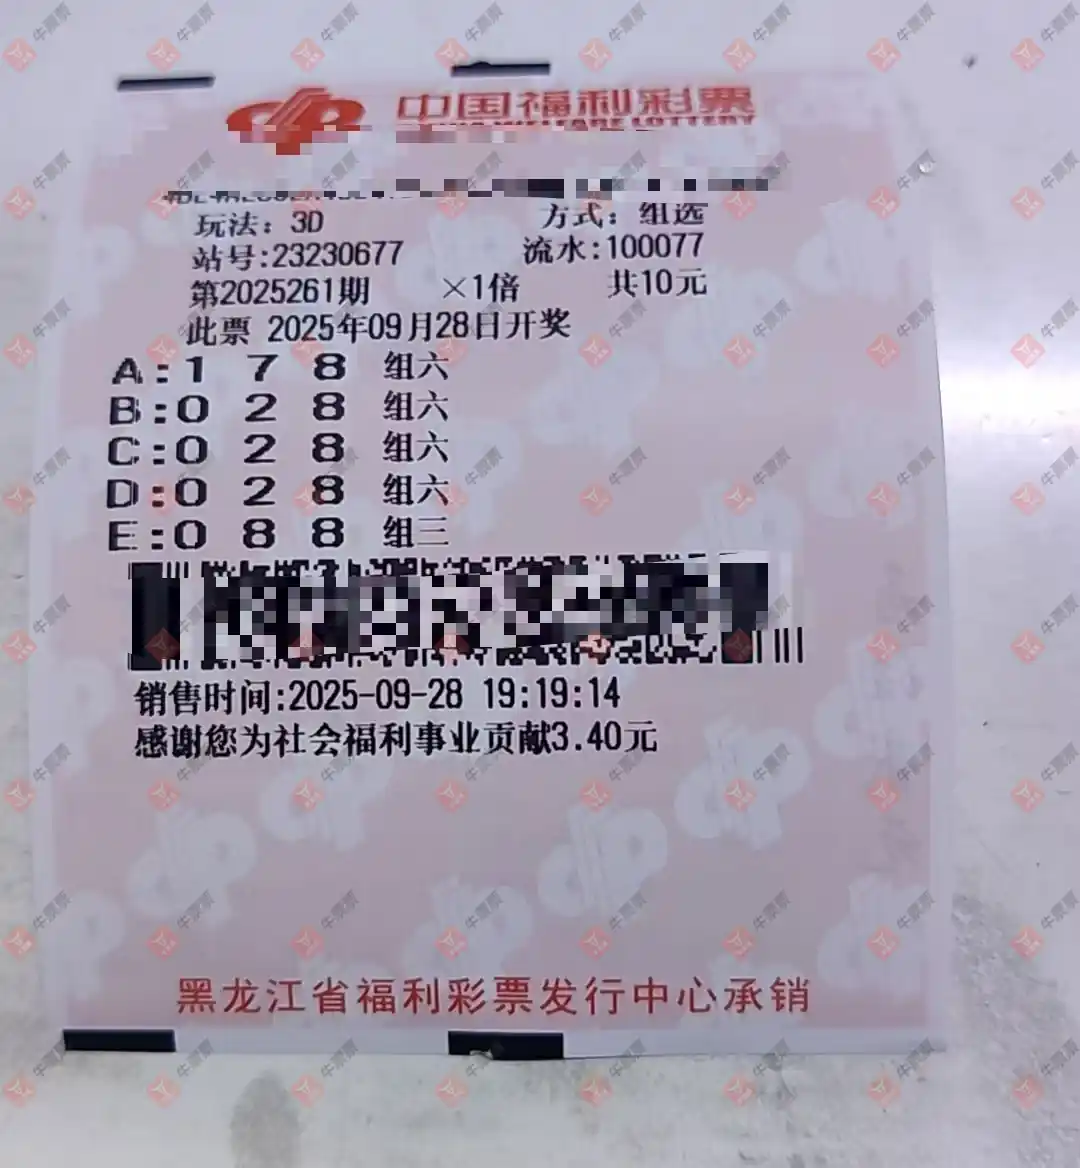 中国福利彩票
玩法：3D 方式：组选
站号:23230677 流水:100077
第2025261期 ×1倍 共10元
此票 2025年09月28日开奖
A:1 7 8 组六
B:0 2 8 组六
C:0 2 8 组六
D:0 2 8 组六
E:0 8 8 组三
销售时间:2025-09-28 19:19:14
感谢您为社会福利事业贡献3.40元
黑龙江省福利彩票发行中心承销
牛票票